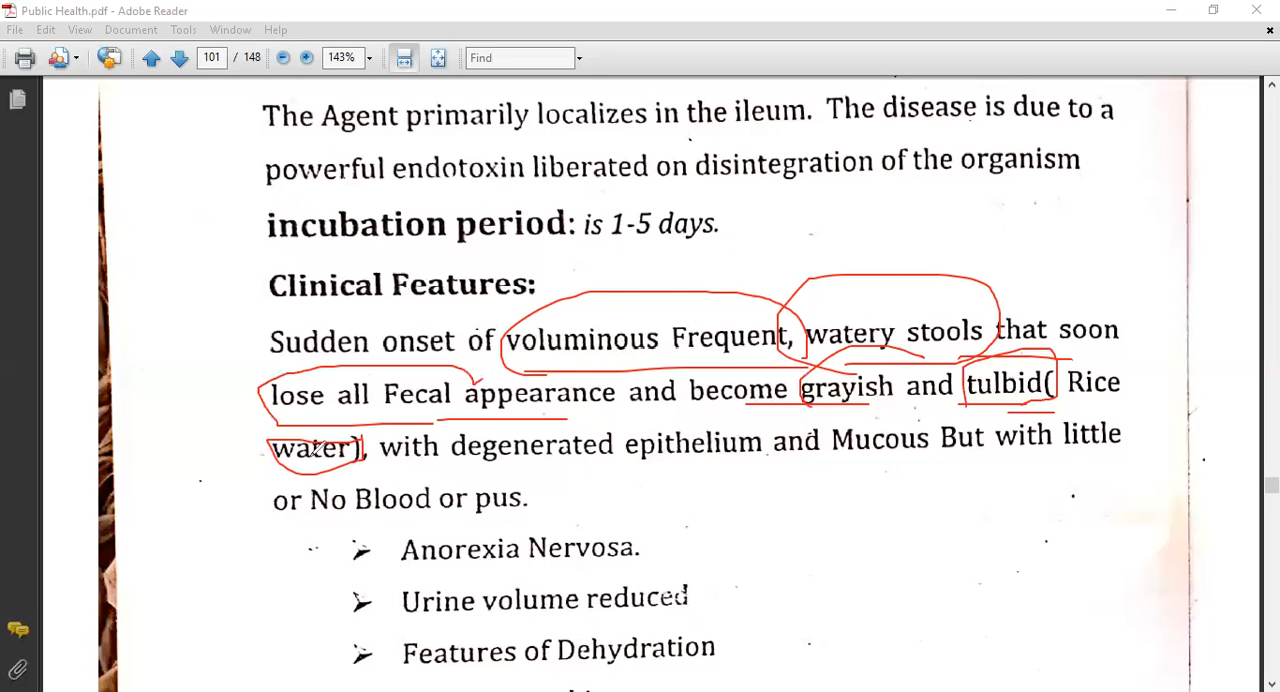 Public Health.pdf - Adobe Reader
File Edit View Document Tools Window Help
101 / 148 143% Find
The Agent primarily localizes in the ileum. The disease is due to a
powerful endotoxin liberated on disintegration of the organism
incubation period: is 1-5 days.
Clinical Features:
Sudden onset of voluminous Frequent, watery stools that soon
lose all Fecal appearance and become grayish and tulbid( Rice
water), with degenerated epithelium and Mucous But with little
or No Blood or pus.
➢ Anorexia Nervosa.
➢ Urine volume reduced
➢ Features of Dehydration